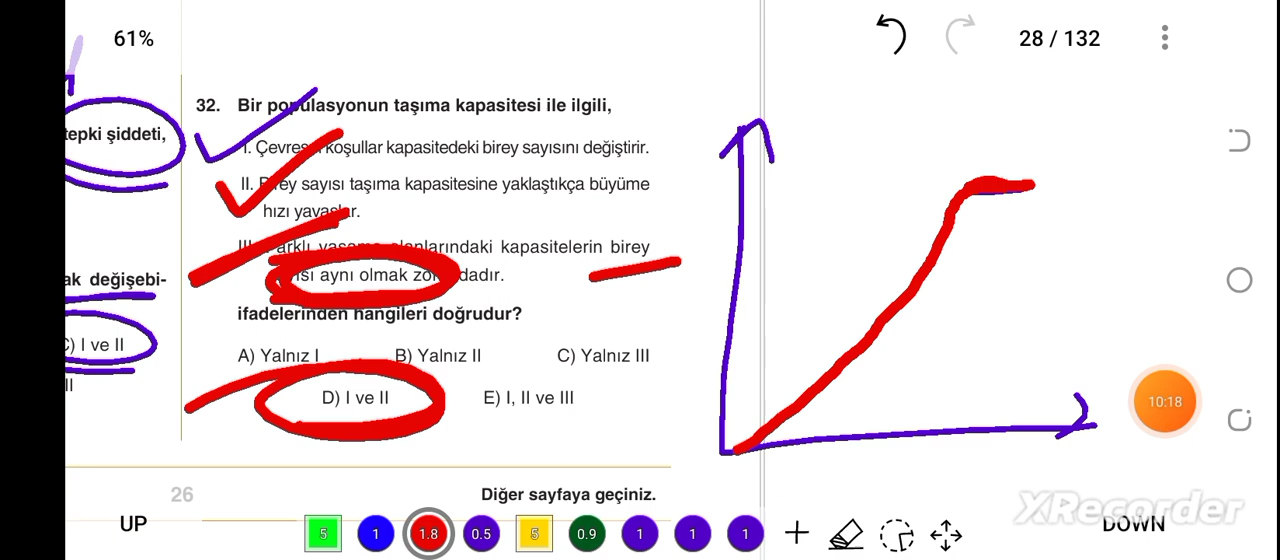 61%
28 / 132
tepki şiddeti,
ak değişebi-
C) I ve II
II
32. Bir popülasyonun taşıma kapasitesi ile ilgili,
I. Çevresel koşullar kapasitedeki birey sayısını değiştirir.
II. Birey sayısı taşıma kapasitesine yaklaştıkça büyüme
hızı yavaşlar.
III. Farklı yaşama alanlarındaki kapasitelerin birey
sayısı aynı olmak zorundadır.
ifadelerinden hangileri doğrudur?
A) Yalnız I B) Yalnız II C) Yalnız III
D) I ve II E) I, II ve III
10:18
26
Diğer sayfaya geçiniz.
UP
5 1 1.8 0.5 5 0.9 1 1 1
XRecorder
DOWN